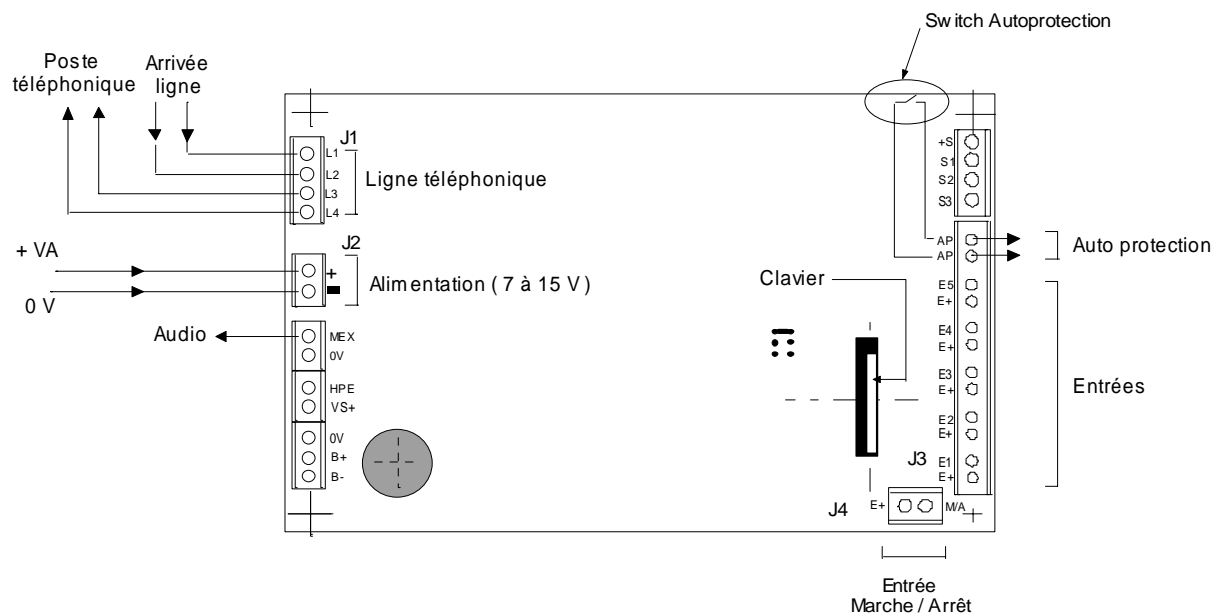 Switch Autoprotection
Poste
téléphonique
Arrivée
ligne
J1
L1
L2
L3
L4
Ligne téléphonique
+ VA
0 V
J2
+
Alimentation ( 7 à 15 V )
Audio
MEX
0V
HPE
VS+
0V
B+
B-
Clavier
+S
S1
S2
S3
AP
AP
Auto protection
E5
E+
E4
E+
E3
E+
E2
E+
E1
E+
Entrées
J3
J4
E+
M/A
Entrée
Marche / Arrêt